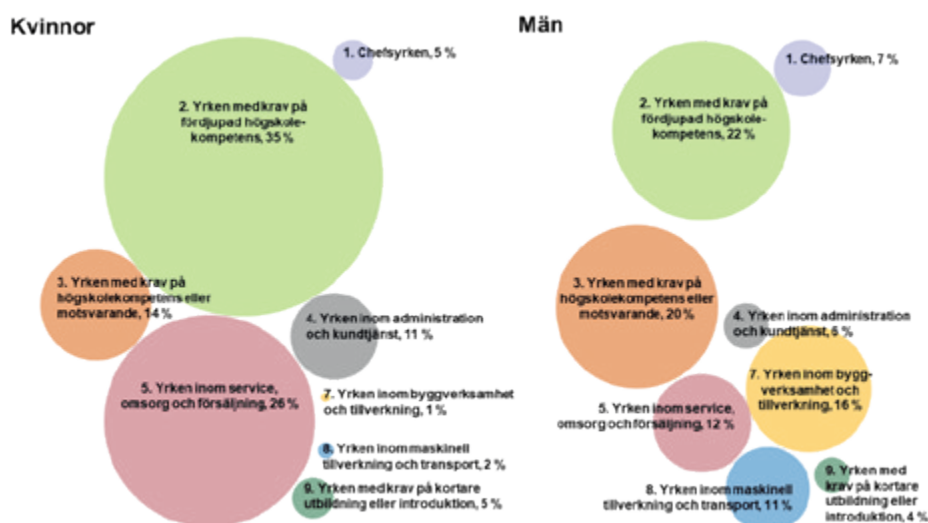 Kvinnor
1. Chefsyrken, 5 %
2. Yrken med krav på
fördjupad högskole-
kompetens, 35 %
3. Yrken med krav på
högskolekompetens eller
motsvarande, 14 %
4. Yrken inom administration
och kundtjänst, 11 %
5. Yrken inom service,
omsorg och försäljning, 26 %
7. Yrken inom byggverksamhet
och tillverkning, 1 %
8. Yrken inom maskinell
tillverkning och transport, 2 %
9. Yrken med krav på kortare
utbildning eller introduktion, 5 %
Män
1. Chefsyrken, 7 %
2. Yrken med krav på
fördjupad högskole-
kompetens, 22 %
3. Yrken med krav på
högskolekompetens eller
motsvarande, 20 %
4. Yrken inom administration
och kundtjänst, 6 %
7. Yrken inom bygg-
verksamhet och
tillverkning, 16 %
5. Yrken inom service,
omsorg och försäljning, 12 %
8. Yrken inom maskinell
tillverkning och transport, 11 %
9. Yrken med
krav på kortare
utbildning eller
introduktion, 4 %